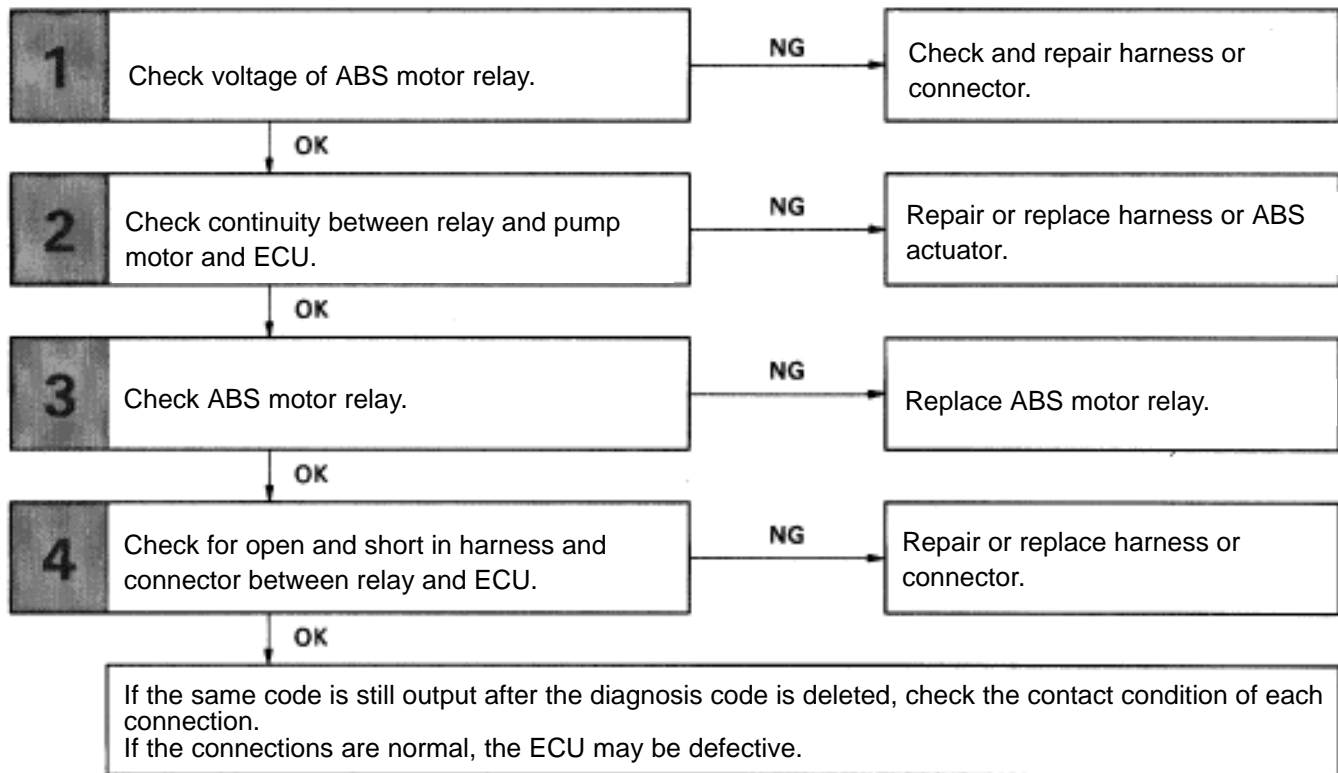 1
Check voltage of ABS motor relay.
NG
Check and repair harness or
connector.
OK
2
Check continuity between relay and pump
motor and ECU.
NG
Repair or replace harness or ABS
actuator.
OK
3
Check ABS motor relay.
NG
Replace ABS motor relay.
OK
4
Check for open and short in harness and
connector between relay and ECU.
NG
Repair or replace harness or
connector.
OK
If the same code is still output after the diagnosis code is deleted, check the contact condition of each
connection.
If the connections are normal, the ECU may be defective.